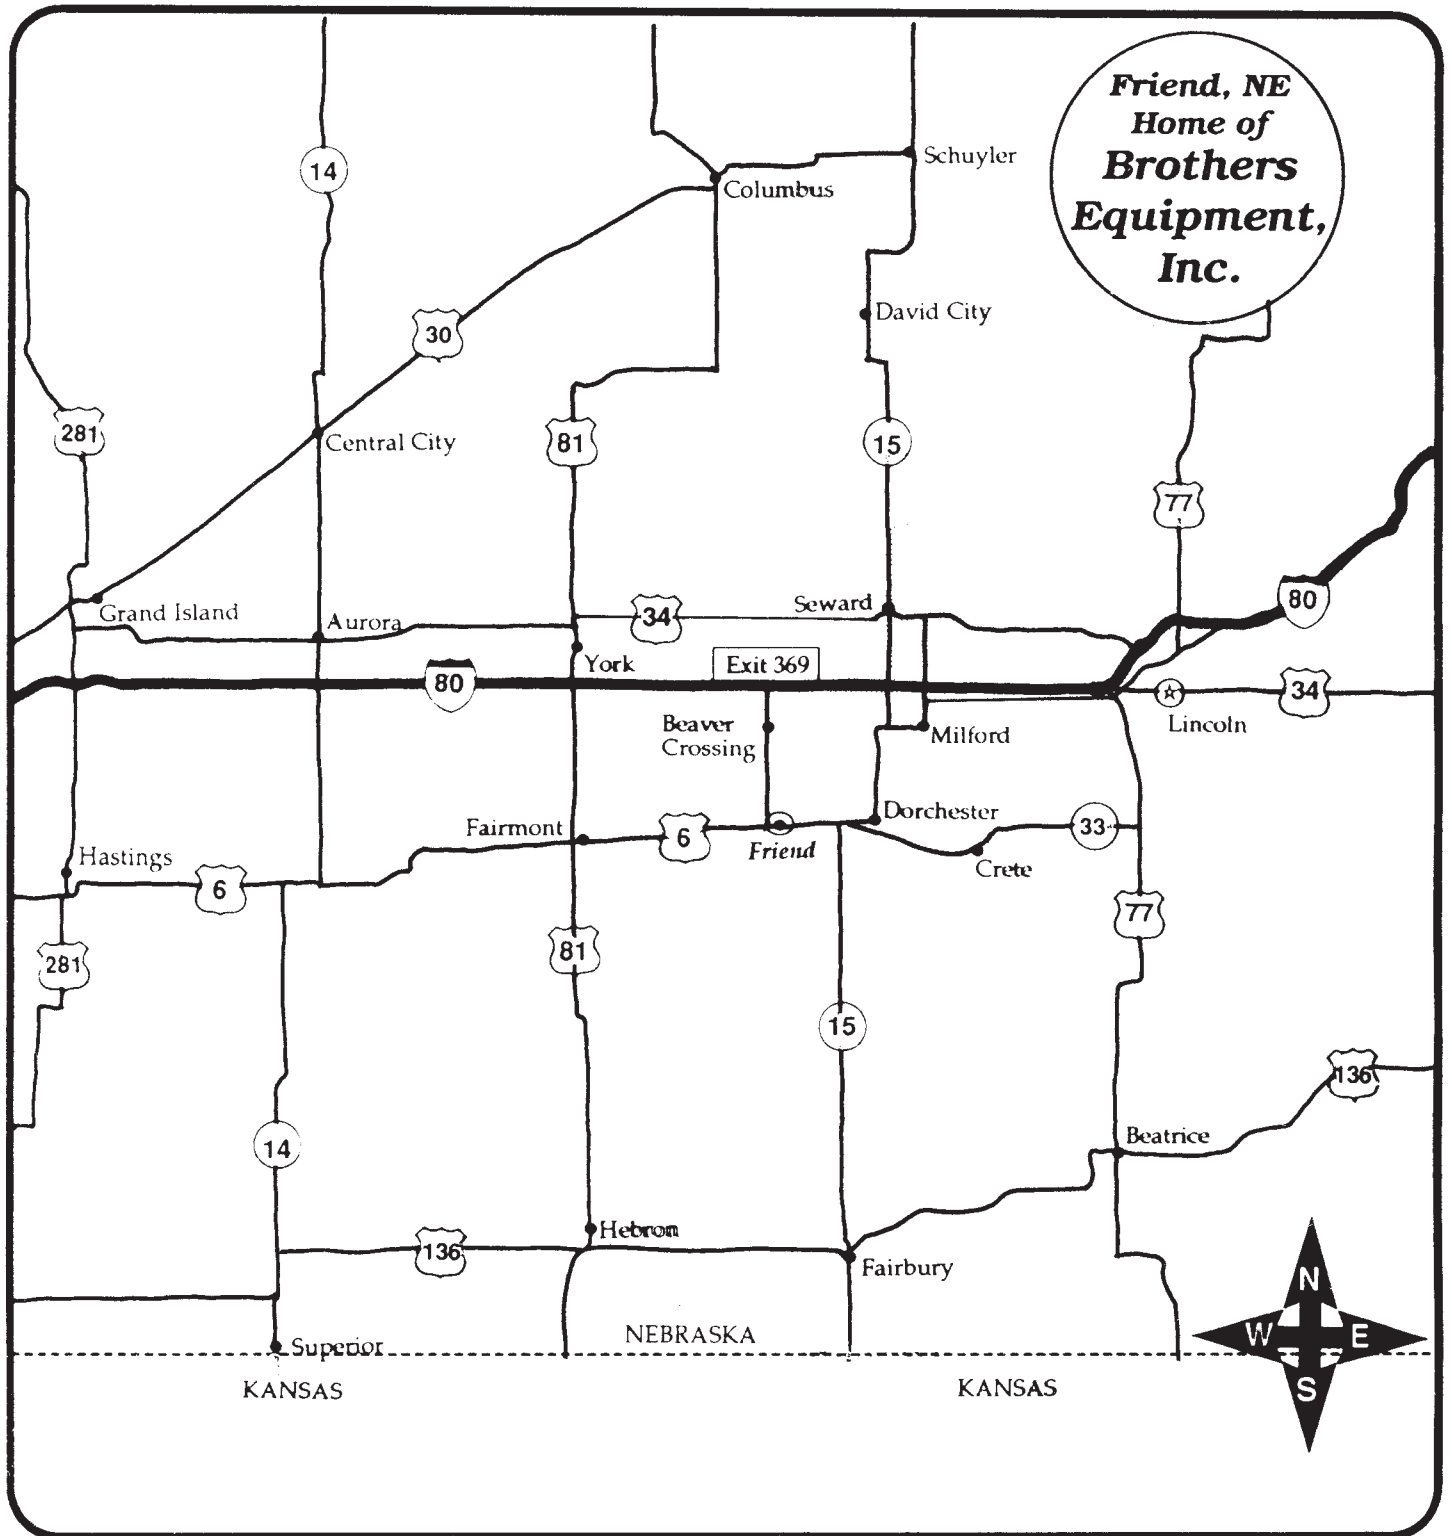 Friend, NE
Home of
Brothers
Equipment,
Inc.
14
Schuyler
Columbus
David City
30
281
Central City
81
15
77
80
Grand Island
Aurora
34
Seward
York
Exit 369
80
34
Lincoln
Beaver
Crossing
Milford
Dorchester
Fairmont
6
Friend
33
Crete
Hastings
6
77
281
81
15
136
14
Beatrice
Hebron
136
Fairbury
NEBRASKA
Superior
KANSAS
KANSAS
N
W
E
S